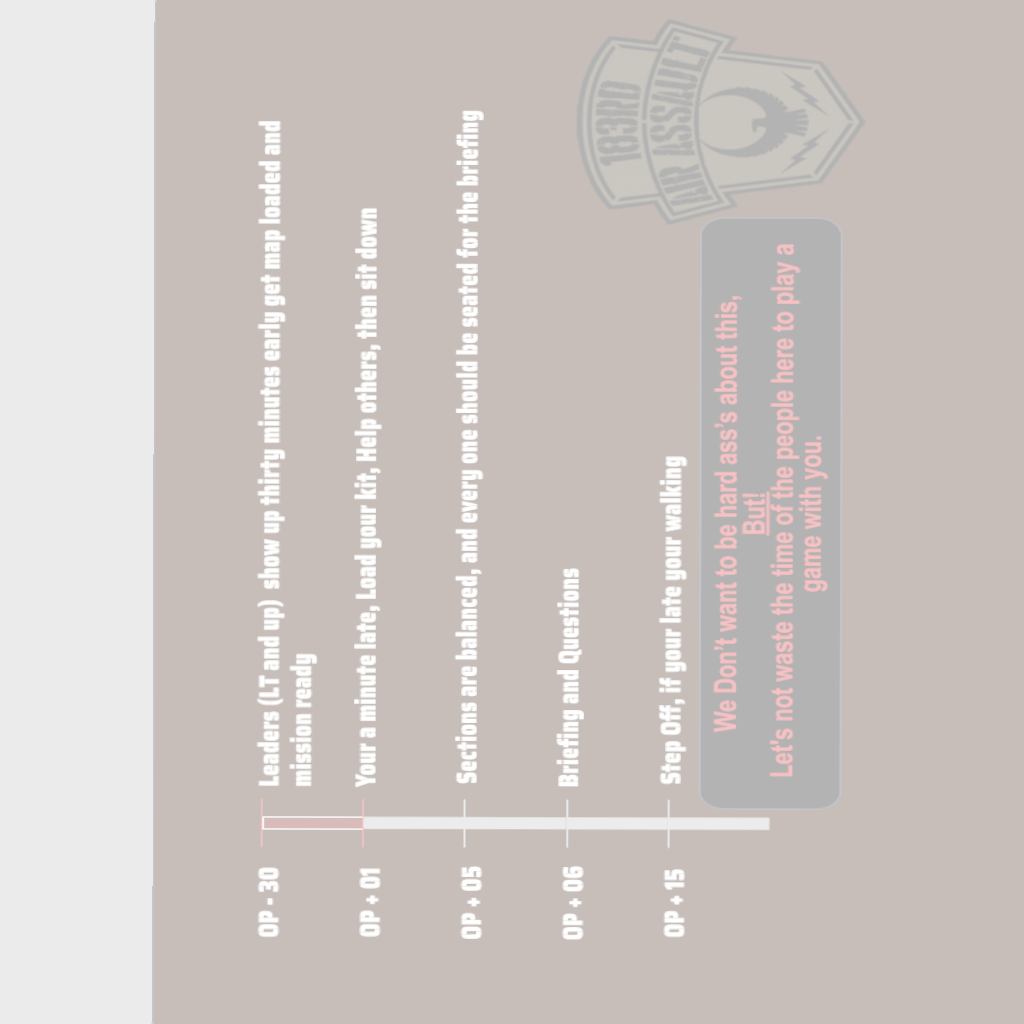 183RD
AIR ASSAULT
OP - 30
Leaders (LT and up) show up thirty minutes early get map loaded and
mission ready
OP + 01
Your a minute late, Load your kit, Help others, then sit down
OP + 05
Sections are balanced, and every one should be seated for the briefing
OP + 06
Briefing and Questions
OP + 15
Step Off, if your late your walking
We Don't want to be hard ass's about this,
But!
Let's not waste the time of the people here to play a
game with you.